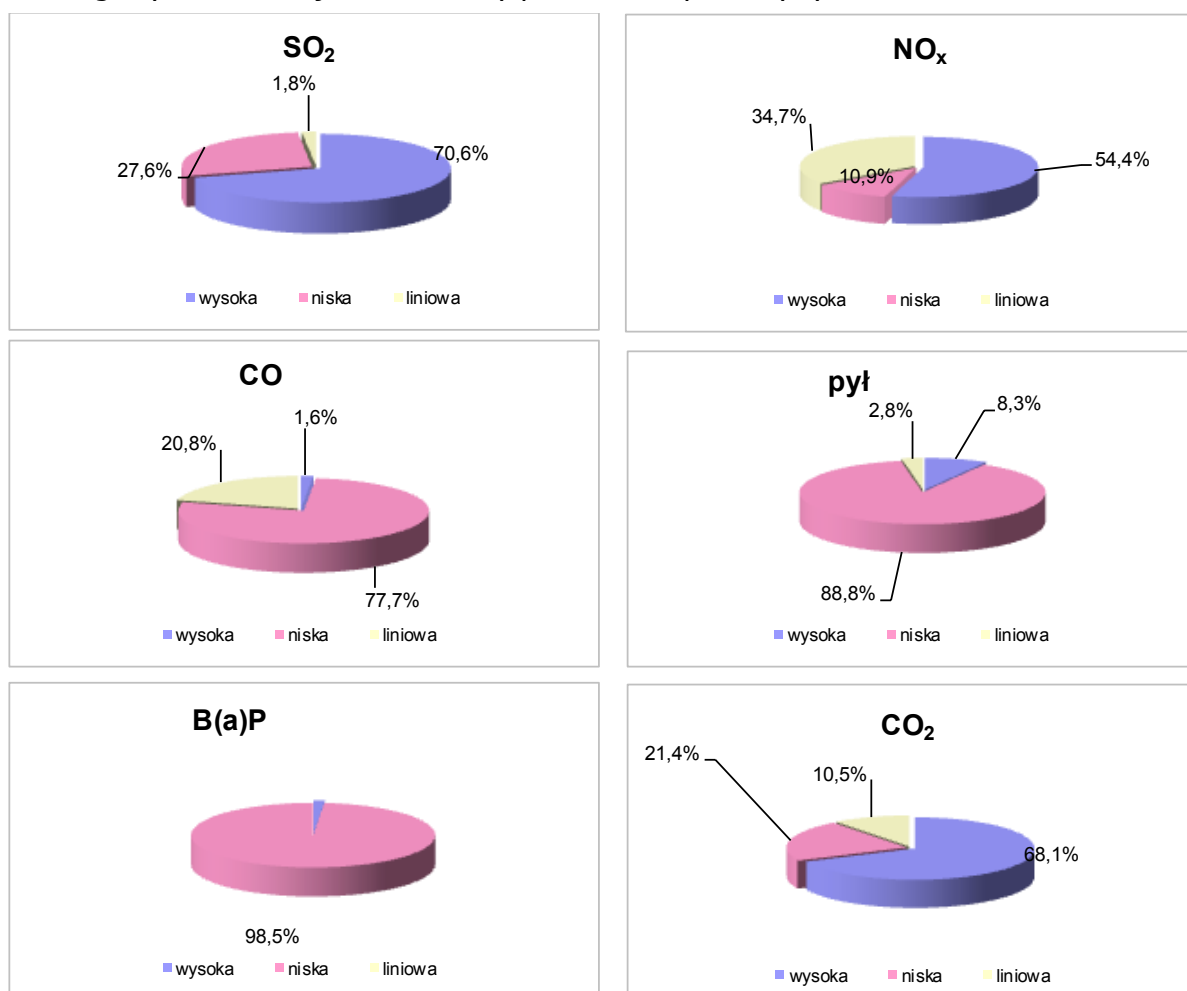 SO₂
1,8%
70,6%
27,6%
wysoka niska liniowa
NOₓ
34,7%
54,4%
10,9%
wysoka niska liniowa
CO
1,6%
20,8%
77,7%
wysoka niska liniowa
pył
2,8%
8,3%
88,8%
wysoka niska liniowa
B(a)P
98,5%
wysoka niska liniowa
CO₂
21,4%
10,5%
68,1%
wysoka niska liniowa